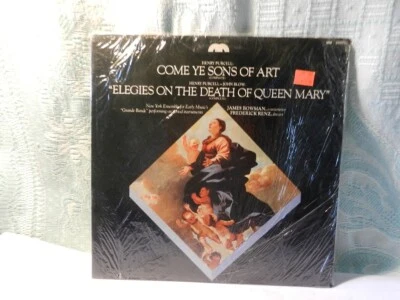 HENRY PURCELL:
COME YE SONS OF ART
HENRY PURCELL & JOHN BLOW:
"ELEGIES ON THE DEATH OF QUEEN MARY"
New York Ensemble for Early Music's
"Grande Bande" performing on original instruments
JAMES BOWMAN, countertenor
FREDERICK RENZ, director